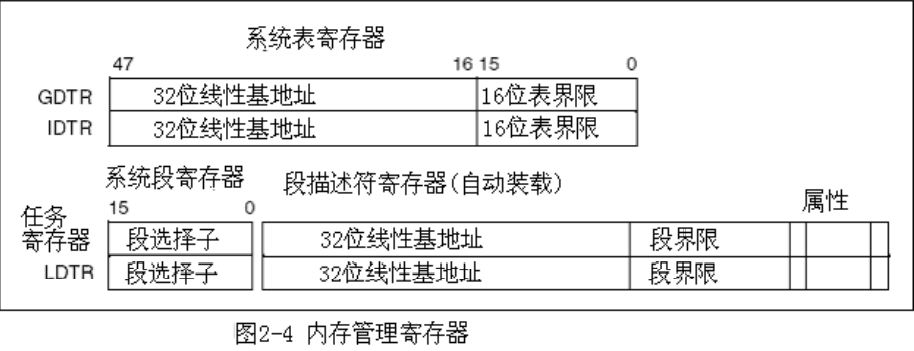 系统表寄存器
47 16 15 0
GDTR 32位线性基地址 16位表界限
IDTR 32位线性基地址 16位表界限
系统段寄存器 段描述符寄存器(自动装载)
15 0 属性
任务
寄存器 段选择子 32位线性基地址 段界限
LDTR 段选择子 32位线性基地址 段界限
图2-4 内存管理寄存器